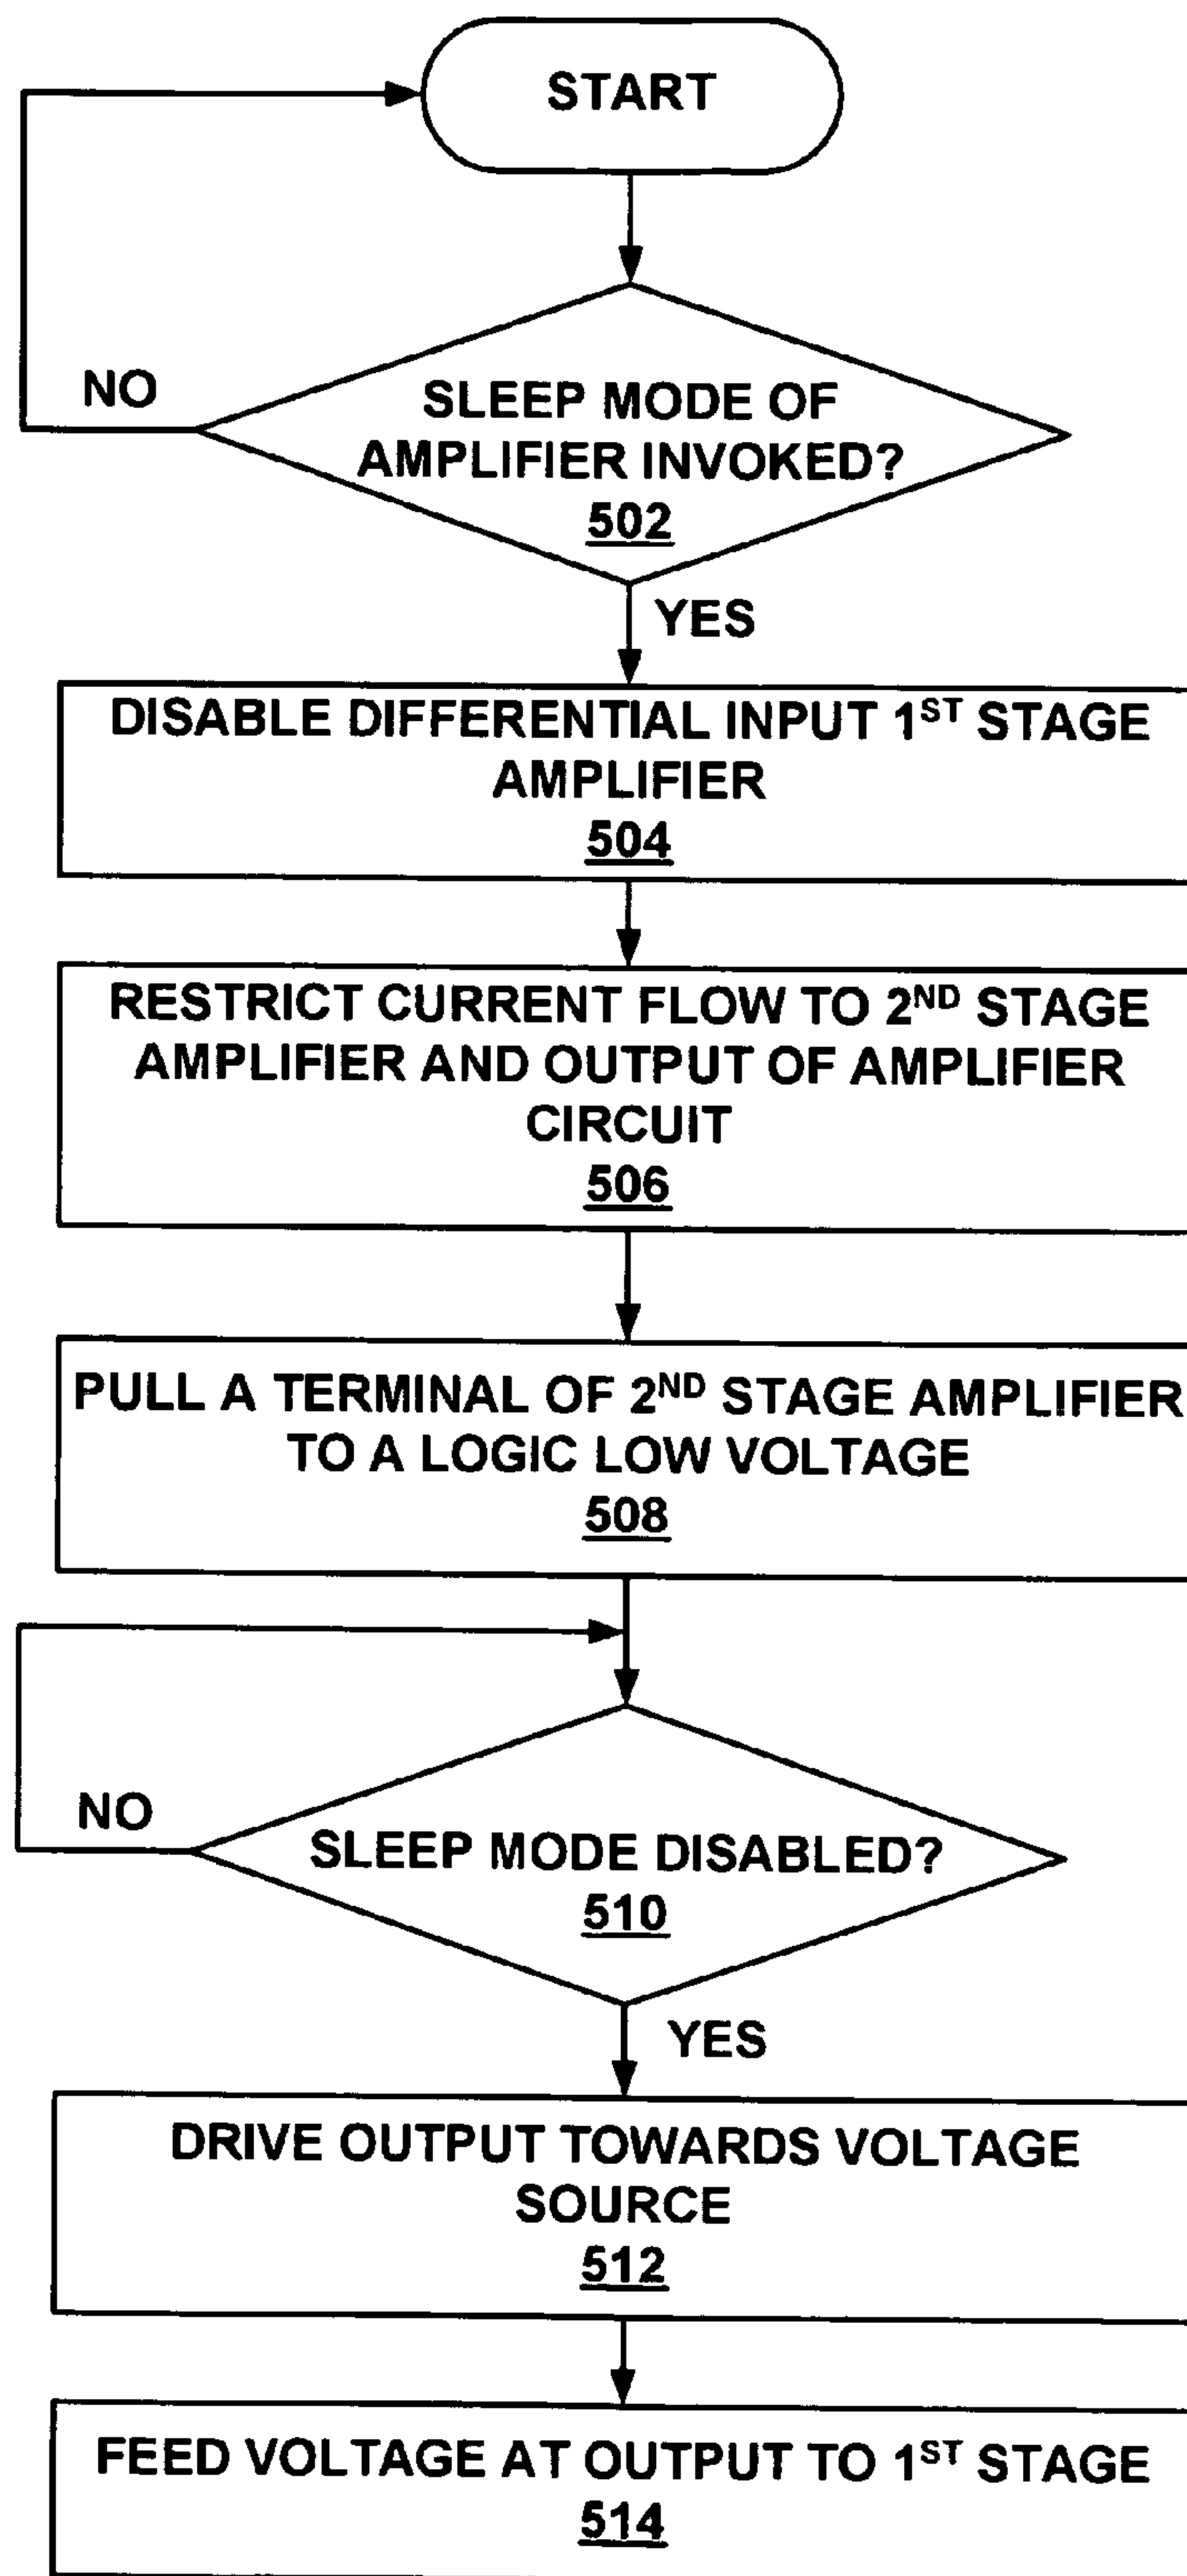 START
NO
SLEEP MODE OF
AMPLIFIER INVOKED?
502
YES
DISABLE DIFFERENTIAL INPUT 1ST STAGE
AMPLIFIER
504
RESTRICT CURRENT FLOW TO 2ND STAGE
AMPLIFIER AND OUTPUT OF AMPLIFIER
CIRCUIT
506
PULL A TERMINAL OF 2ND STAGE AMPLIFIER
TO A LOGIC LOW VOLTAGE
508
NO
SLEEP MODE DISABLED?
510
YES
DRIVE OUTPUT TOWARDS VOLTAGE
SOURCE
512
FEED VOLTAGE AT OUTPUT TO 1ST STAGE
514